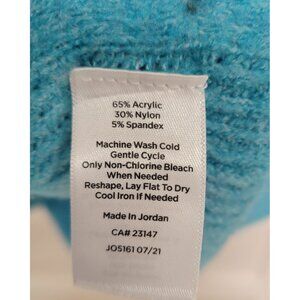 65% Acrylic
30% Nylon
5% Spandex
Machine Wash Cold
Gentle Cycle
Only Non-Chlorine Bleach
When Needed
Reshape, Lay Flat To Dry
Cool Iron If Needed
Made In Jordan
CA# 23147
JO5161 07/21